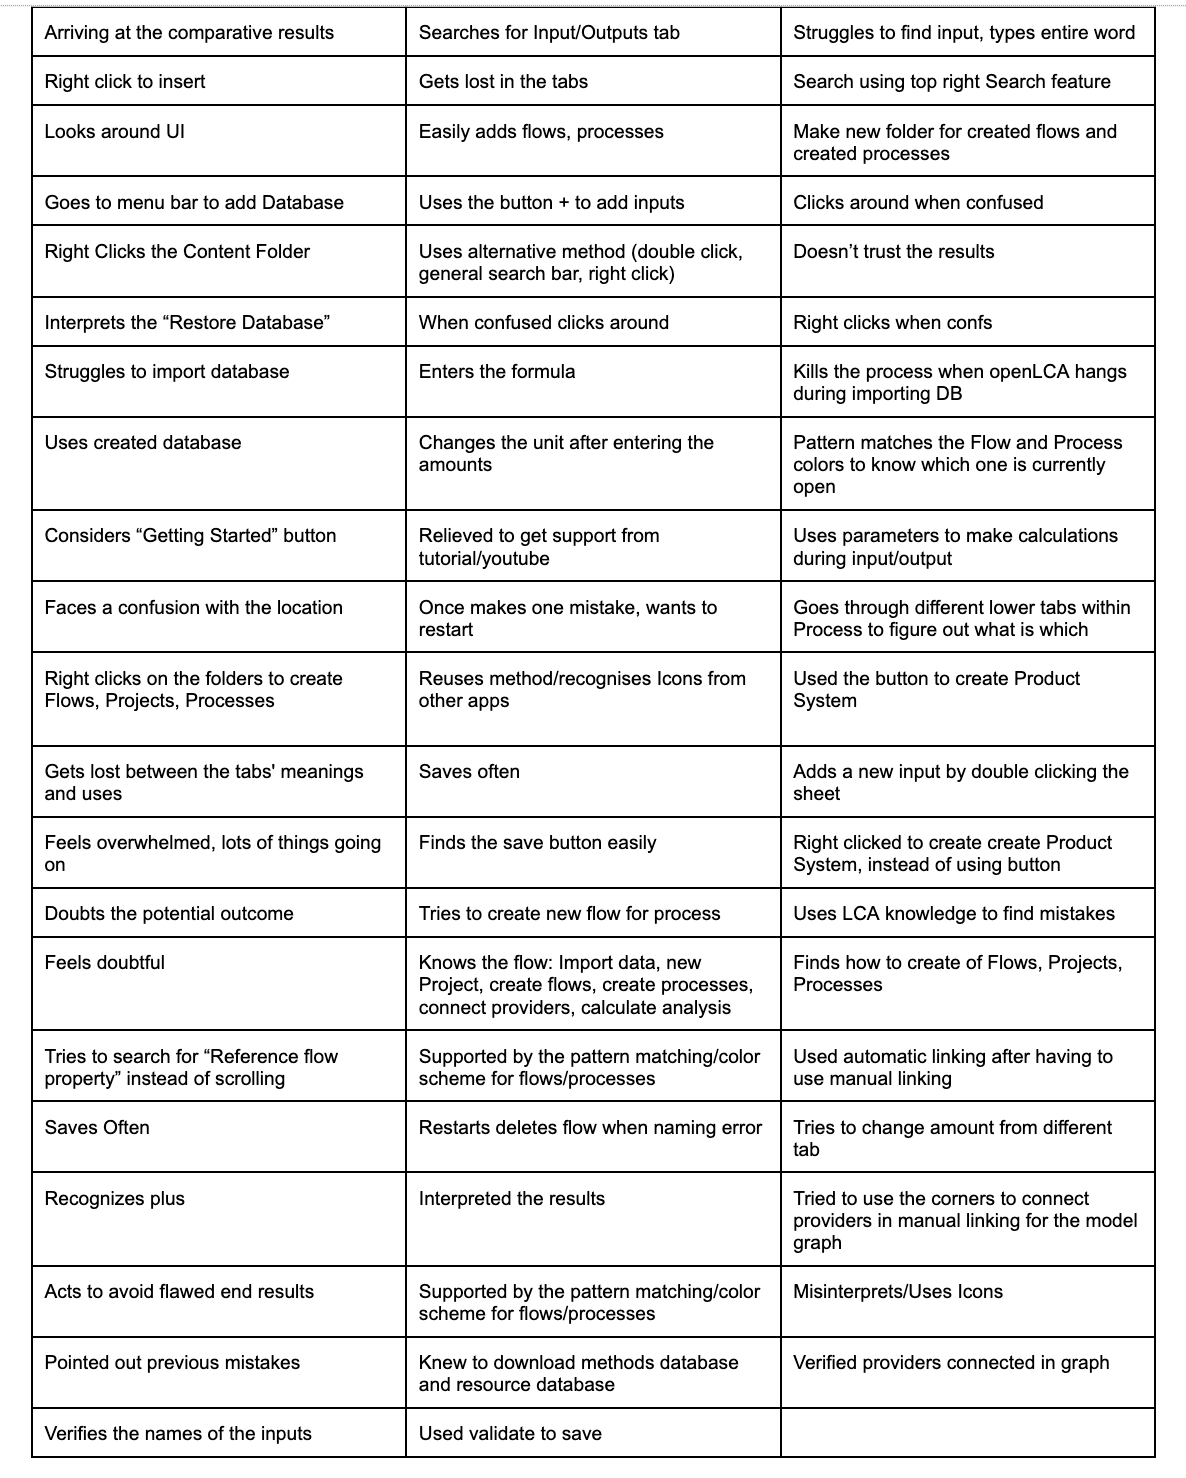 Arriving at the comparative results
Searches for Input/Outputs tab
Struggles to find input, types entire word
Right click to insert
Gets lost in the tabs
Search using top right Search feature
Looks around UI
Easily adds flows, processes
Make new folder for created flows and
created processes
Goes to menu bar to add Database
Uses the button + to add inputs
Clicks around when confused
Right Clicks the Content Folder
Uses alternative method (double click,
general search bar, right click)
Doesn’t trust the results
Interprets the “Restore Database”
When confused clicks around
Right clicks when confs
Struggles to import database
Enters the formula
Kills the process when openLCA hangs
during importing DB
Uses created database
Changes the unit after entering the
amounts
Pattern matches the Flow and Process
colors to know which one is currently
open
Considers “Getting Started” button
Relieved to get support from
tutorial/youtube
Uses parameters to make calculations
during input/output
Faces a confusion with the location
Once makes one mistake, wants to
restart
Goes through different lower tabs within
Process to figure out what is which
Right clicks on the folders to create
Flows, Projects, Processes
Reuses method/recognises Icons from
other apps
Used the button to create Product
System
Gets lost between the tabs' meanings
and uses
Saves often
Adds a new input by double clicking the
sheet
Feels overwhelmed, lots of things going
on
Finds the save button easily
Right clicked to create create Product
System, instead of using button
Doubts the potential outcome
Tries to create new flow for process
Uses LCA knowledge to find mistakes
Feels doubtful
Knows the flow: Import data, new
Project, create flows, create processes,
connect providers, calculate analysis
Finds how to create of Flows, Projects,
Processes
Tries to search for “Reference flow
property” instead of scrolling
Supported by the pattern matching/color
scheme for flows/processes
Used automatic linking after having to
use manual linking
Saves Often
Restarts deletes flow when naming error
Tries to change amount from different
tab
Recognizes plus
Interpreted the results
Tried to use the corners to connect
providers in manual linking for the model
graph
Acts to avoid flawed end results
Supported by the pattern matching/color
scheme for flows/processes
Misinterprets/Uses Icons
Pointed out previous mistakes
Knew to download methods database
and resource database
Verified providers connected in graph
Verifies the names of the inputs
Used validate to save